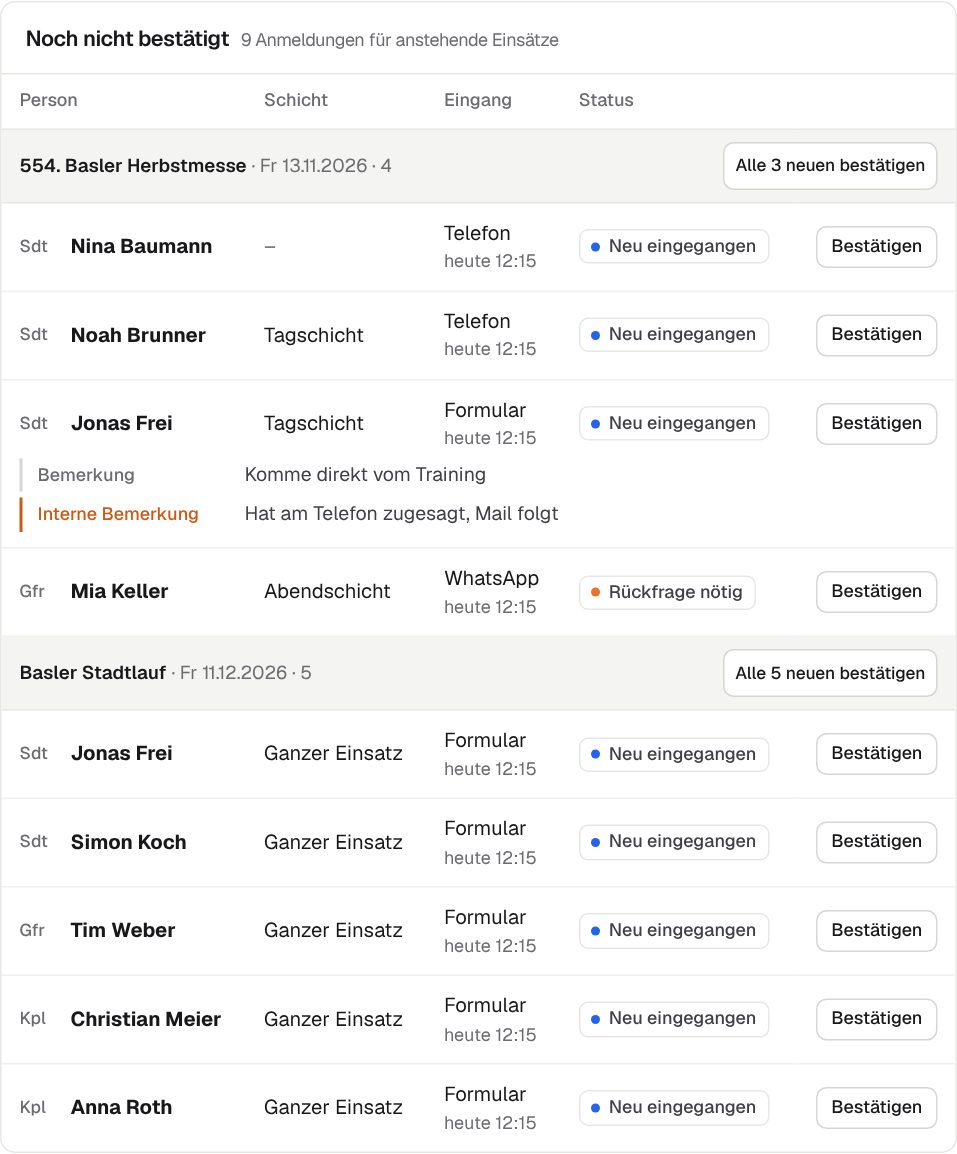 Noch nicht bestätigt 9 Anmeldungen für anstehende Einsätze
Person Schicht Eingang Status
554. Basler Herbstmesse · Fr 13.11.2026 · 4 Alle 3 neuen bestätigen
Sdt Nina Baumann – Telefon Neu eingegangen Bestätigen
heute 12:15
Sdt Noah Brunner Tagschicht Telefon Neu eingegangen Bestätigen
heute 12:15
Sdt Jonas Frei Tagschicht Formular Neu eingegangen Bestätigen
heute 12:15
Bemerkung Komme direkt vom Training
Interne Bemerkung Hat am Telefon zugesagt, Mail folgt
Gfr Mia Keller Abendschicht WhatsApp Rückfrage nötig Bestätigen
heute 12:15
Basler Stadtlauf · Fr 11.12.2026 · 5 Alle 5 neuen bestätigen
Sdt Jonas Frei Ganzer Einsatz Formular Neu eingegangen Bestätigen
heute 12:15
Sdt Simon Koch Ganzer Einsatz Formular Neu eingegangen Bestätigen
heute 12:15
Gfr Tim Weber Ganzer Einsatz Formular Neu eingegangen Bestätigen
heute 12:15
Kpl Christian Meier Ganzer Einsatz Formular Neu eingegangen Bestätigen
heute 12:15
Kpl Anna Roth Ganzer Einsatz Formular Neu eingegangen Bestätigen
heute 12:15